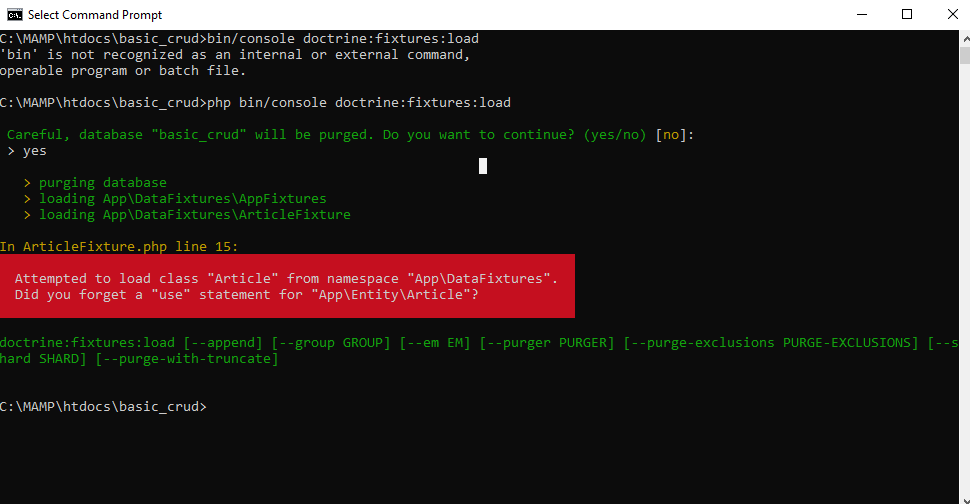 Select Command Prompt
C:\MAMP\htdocs\basic_crud>bin/console doctrine:fixtures:load
'bin' is not recognized as an internal or external command,
operable program or batch file.
C:\MAMP\htdocs\basic_crud>php bin/console doctrine:fixtures:load
Careful, database "basic_crud" will be purged. Do you want to continue? (yes/no) [no]:
> yes
> purging database
> loading App\DataFixtures\AppFixtures
> loading App\DataFixtures\ArticleFixture
In ArticleFixture.php line 15:
Attempted to load class "Article" from namespace "App\DataFixtures".
Did you forget a "use" statement for "App\Entity\Article"?
doctrine:fixtures:load [--append] [--group GROUP] [--em EM] [--purger PURGER] [--purge-exclusions PURGE-EXCLUSIONS] [--s
hard SHARD] [--purge-with-truncate]
C:\MAMP\htdocs\basic_crud>